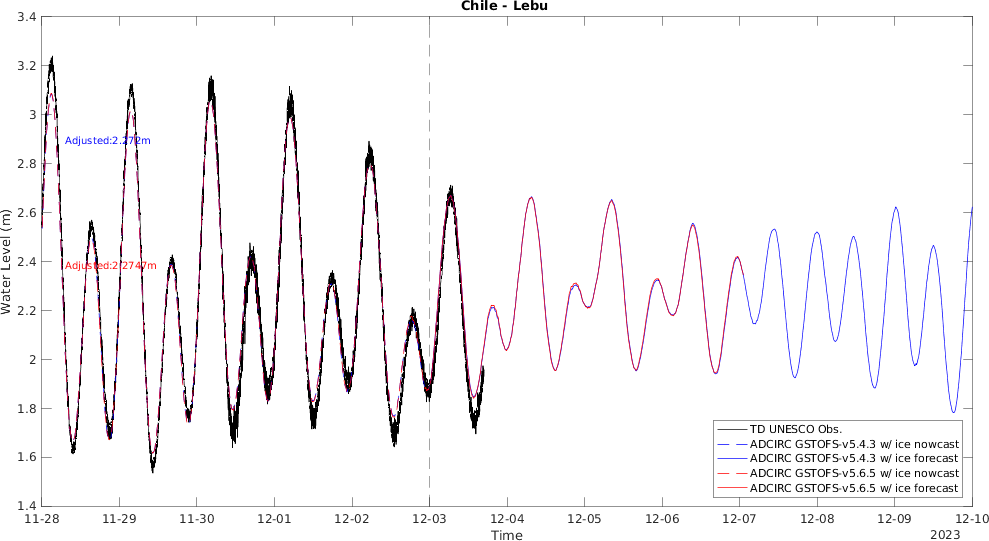 Chile - Lebu
3.4
3.2
3
2.8
2.6
2.4
2.2
2
1.8
1.6
1.4
Water Level (m)
Adjusted:2.272m
Adjusted:2.2747m
TD UNESCO Obs.
ADCIRC GSTOFS-v5.4.3 w/ ice nowcast
ADCIRC GSTOFS-v5.4.3 w/ ice forecast
ADCIRC GSTOFS-v5.6.5 w/ ice nowcast
ADCIRC GSTOFS-v5.6.5 w/ ice forecast
11-28 11-29 11-30 12-01 12-02 12-03 12-04 12-05 12-06 12-07 12-08 12-09 12-10
Time
2023